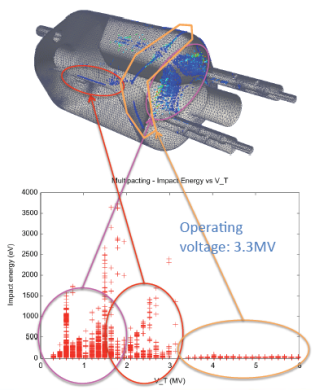 Multipacting - Impact Energy vs V_T
4000
3500
3000
2500
2000
1500
1000
500
0
Impact energy (eV)
Operating
voltage: 3.3MV
0 1 2 3 4 5 6
V_T (MV)